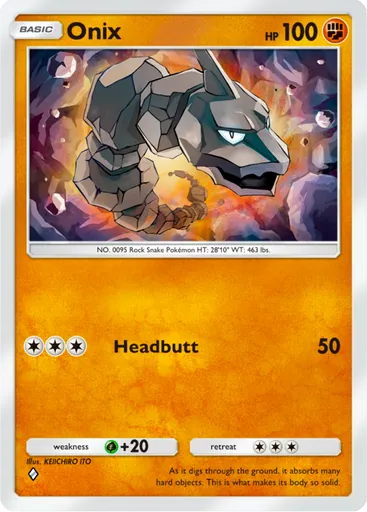 BASIC Onix HP 100
NO. 0095 Rock Snake Pokémon HT: 28'10" WT: 463 lbs.
Headbutt 50
weakness +20 retreat
Illus. KEIICHIRO ITO
As it digs through the ground, it absorbs many
hard objects. This is what makes its body so solid.